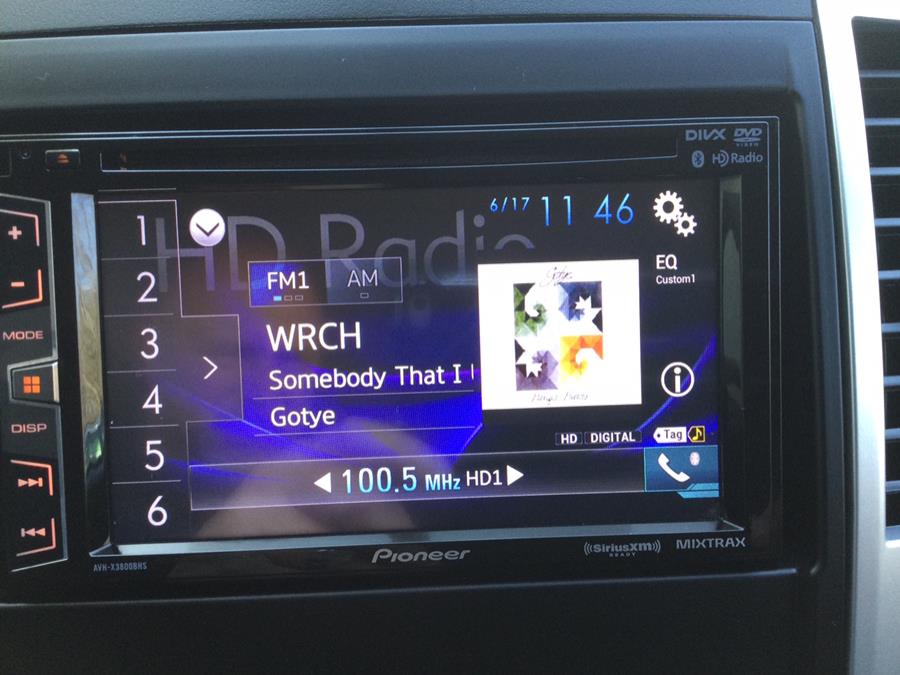 DIVX DVD VIDEO
HD Radio
+
-
MODE
DISP
1
2
3
4
5
6
HD Radio
6/17 11 46
EQ
Custom1
FM1 AM
WRCH
Somebody That I
Gotye
HD DIGITAL Tag
100.5 MHz HD1
Pioneer
((SiriusXM)) READY
MIXTRAX
AVH-X3800BHS